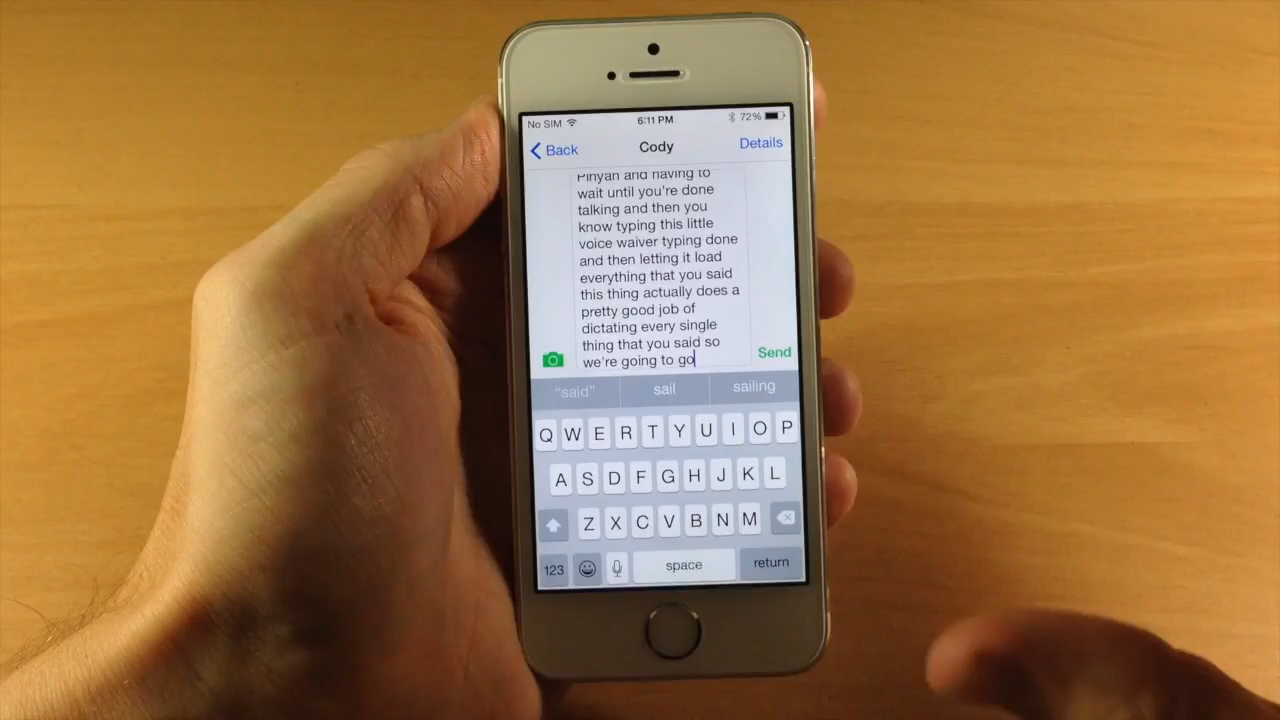 No SIM 6:11 PM 72%
Back Cody Details
Pinyan and having to
wait until you're done
talking and then you
know typing this little
voice waiver typing done
and then letting it load
everything that you said
this thing actually does a
pretty good job of
dictating every single
thing that you said so
we're going to go
Send
"said" sail sailing
Q W E R T Y U I O P
A S D F G H J K L
Z X C V B N M
123 space return